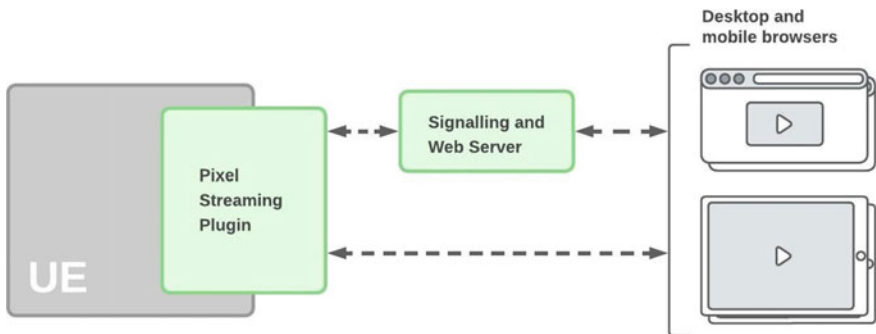 Desktop and
mobile browsers
Signalling and
Web Server
Pixel
Streaming
Plugin
UE